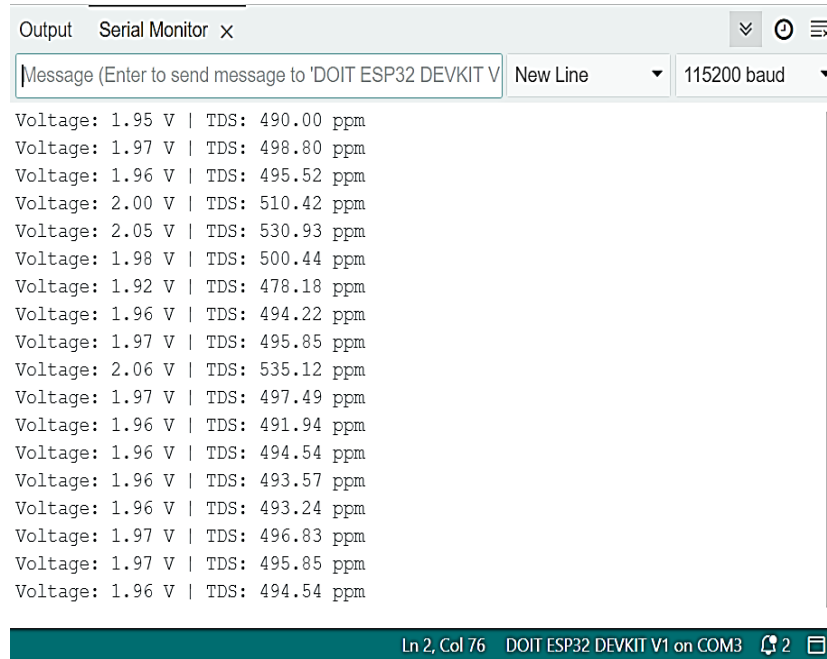 Output Serial Monitor ×
Message (Enter to send message to 'DOIT ESP32 DEVKIT V New Line 115200 baud
Voltage: 1.95 V | TDS: 490.00 ppm
Voltage: 1.97 V | TDS: 498.80 ppm
Voltage: 1.96 V | TDS: 495.52 ppm
Voltage: 2.00 V | TDS: 510.42 ppm
Voltage: 2.05 V | TDS: 530.93 ppm
Voltage: 1.98 V | TDS: 500.44 ppm
Voltage: 1.92 V | TDS: 478.18 ppm
Voltage: 1.96 V | TDS: 494.22 ppm
Voltage: 1.97 V | TDS: 495.85 ppm
Voltage: 2.06 V | TDS: 535.12 ppm
Voltage: 1.97 V | TDS: 497.49 ppm
Voltage: 1.96 V | TDS: 491.94 ppm
Voltage: 1.96 V | TDS: 494.54 ppm
Voltage: 1.96 V | TDS: 493.57 ppm
Voltage: 1.96 V | TDS: 493.24 ppm
Voltage: 1.97 V | TDS: 496.83 ppm
Voltage: 1.97 V | TDS: 495.85 ppm
Voltage: 1.96 V | TDS: 494.54 ppm
Ln 2, Col 76 DOIT ESP32 DEVKIT V1 on COM3 2